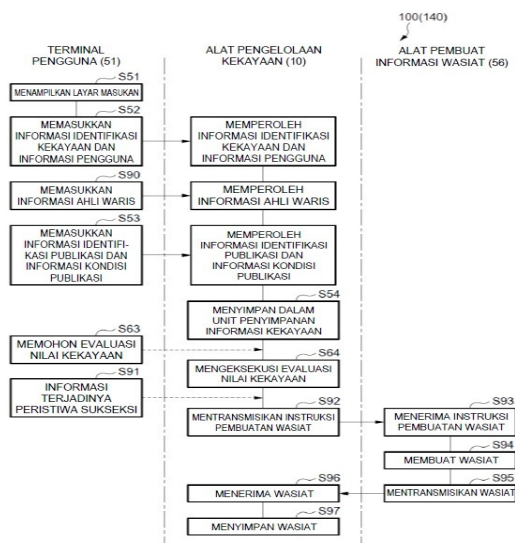 100(140)
TERMINAL
PENGGUNA (51)
ALAT PENGELOLAAN
KEKAYAAN (10)
ALAT PEMBUAT
INFORMASI WASIAT (56)
S51
MENAMPILKAN LAYAR MASUKAN
S52
MEMASUKKAN
INFORMASI IDENTIFIKASI
KEKAYAAN DAN
INFORMASI PENGGUNA
MEMPEROLEH
INFORMASI IDENTIFIKASI
KEKAYAAN DAN
INFORMASI PENGGUNA
S90
MEMASUKKAN
INFORMASI AHLI WARIS
MEMPEROLEH
INFORMASI AHLI WARIS
S53
MEMASUKKAN
INFORMASI IDENTIFI-
KASI PUBLIKASI DAN
INFORMASI KONDISI
PUBLIKASI
MEMPEROLEH
INFORMASI IDENTIFIKASI
PUBLIKASI DAN
INFORMASI KONDISI
PUBLIKASI
S54
MENYIMPAN DALAM
UNIT PENYIMPANAN
INFORMASI KEKAYAAN
S63
MEMOHON EVALUASI
NILAI KEKAYAAN
S64
MENGEKSEKUSI EVALUASI
NILAI KEKAYAAN
S91
INFORMASI
TERJADINYA
PERISTIWA SUKSEKSI
S92
MENTRANSMISIKAN INSTRUKSI
PEMBUATAN WASIAT
S93
MENERIMA INSTRUKSI
PEMBUATAN WASIAT
S94
MEMBUAT WASIAT
S95
MENTRANSMISIKAN WASIAT
S96
MENERIMA WASIAT
S97
MENYIMPAN WASIAT